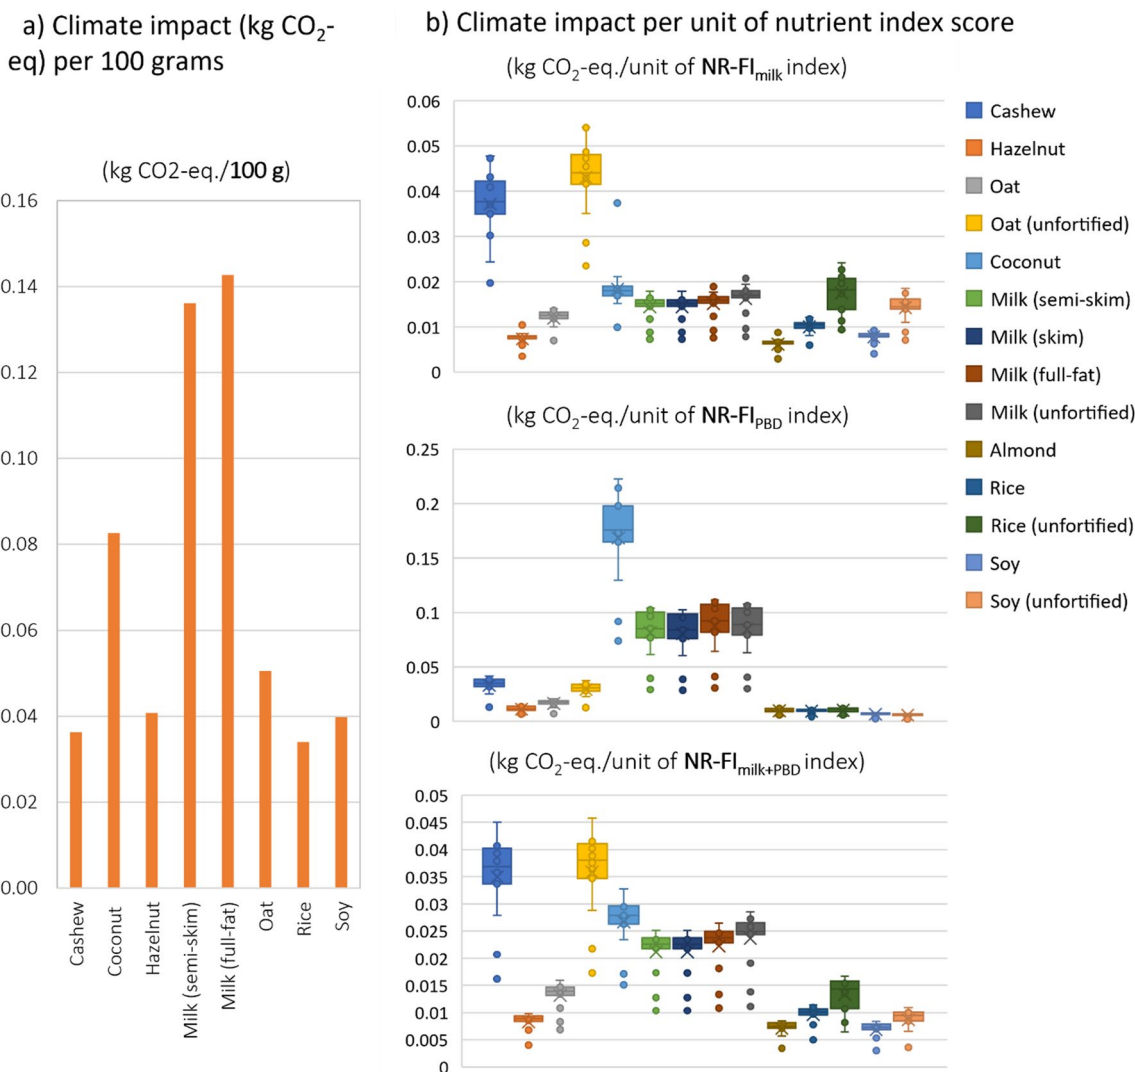 a) Climate impact (kg CO₂-
eq) per 100 grams
(kg CO2-eq./100 g)
0.16
0.14
0.12
0.10
0.08
0.06
0.04
0.02
0.00
Cashew
Coconut
Hazelnut
Milk (semi-skim)
Milk (full-fat)
Oat
Rice
Soy
b) Climate impact per unit of nutrient index score
(kg CO₂-eq./unit of NR-FImilk index)
0.06
0.05
0.04
0.03
0.02
0.01
0
(kg CO₂-eq./unit of NR-FIPBD index)
0.25
0.2
0.15
0.1
0.05
0
(kg CO₂-eq./unit of NR-FImilk+PBD index)
0.05
0.045
0.04
0.035
0.03
0.025
0.02
0.015
0.01
0.005
0
Cashew
Hazelnut
Oat
Oat (unfortified)
Coconut
Milk (semi-skim)
Milk (skim)
Milk (full-fat)
Milk (unfortified)
Almond
Rice
Rice (unfortified)
Soy
Soy (unfortified)